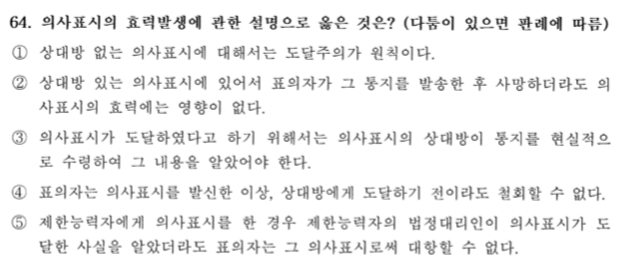 64. 의사표시의 효력발생에 관한 설명으로 옳은 것은? (다툼이 있으면 판례에 따름)
① 상대방 없는 의사표시에 대해서는 도달주의가 원칙이다.
② 상대방 있는 의사표시에 있어서 표의자가 그 통지를 발송한 후 사망하더라도 의
사표시의 효력에는 영향이 없다.
③ 의사표시가 도달하였다고 하기 위해서는 의사표시의 상대방이 통지를 현실적으
로 수령하여 그 내용을 알았어야 한다.
④ 표의자는 의사표시를 발신한 이상, 상대방에게 도달하기 전이라도 철회할 수 없다.
⑤ 제한능력자에게 의사표시를 한 경우 제한능력자의 법정대리인이 의사표시가 도
달한 사실을 알았더라도 표의자는 그 의사표시로써 대항할 수 없다.